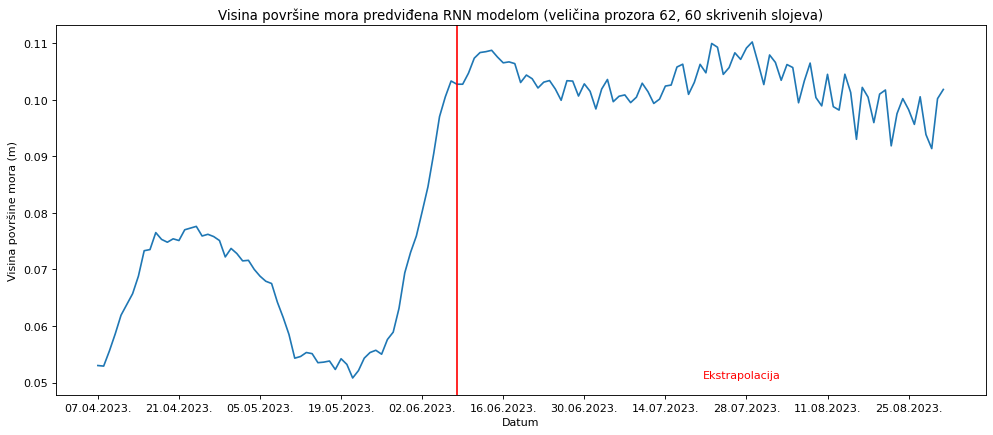 Visina površine mora predviđena RNN modelom (veličina prozora 62, 60 skrivenih slojeva)
Visina površine mora (m)
0.11
0.10
0.09
0.08
0.07
0.06
0.05
Ekstrapolacija
07.04.2023. 21.04.2023. 05.05.2023. 19.05.2023. 02.06.2023. 16.06.2023. 30.06.2023. 14.07.2023. 28.07.2023. 11.08.2023. 25.08.2023.
Datum